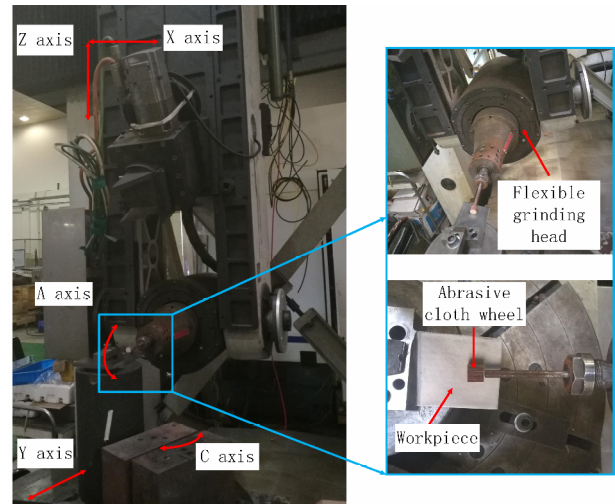 Z axis
X axis
A axis
Y axis
C axis
Flexible
grinding
head
Abrasive
cloth wheel
Workpiece